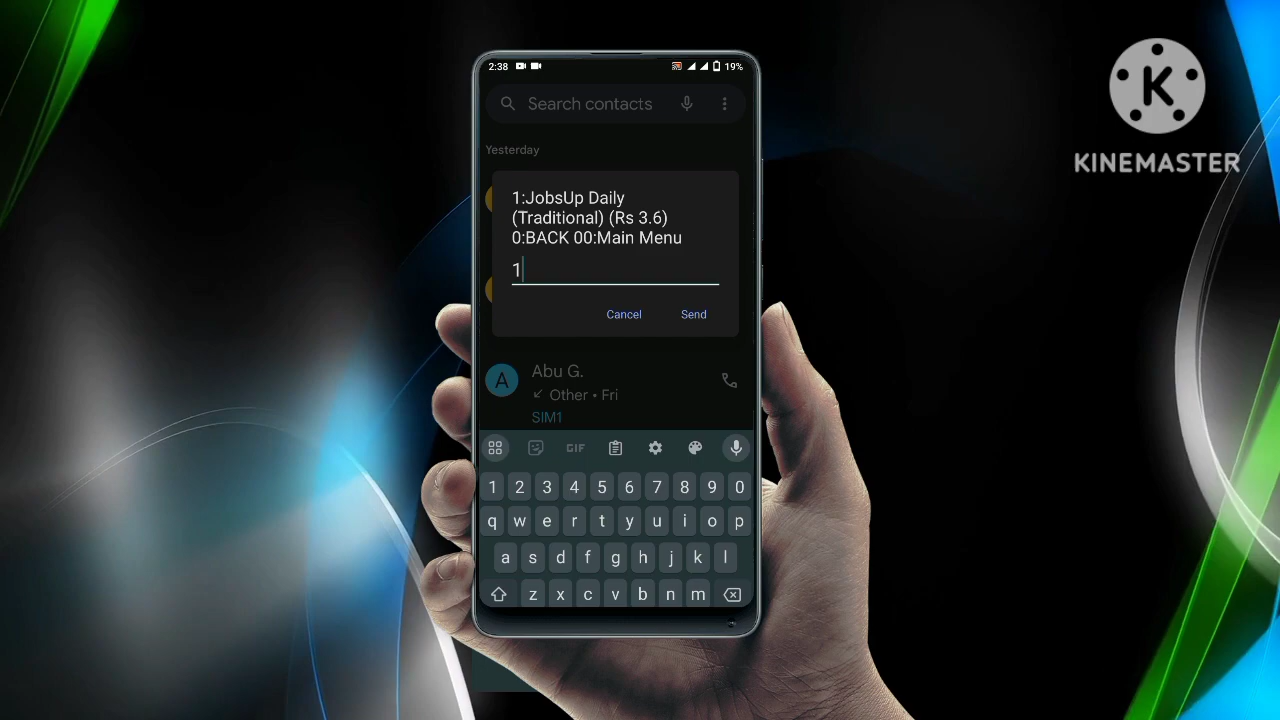 2:38
19%
Search contacts
Yesterday
1:JobsUp Daily
(Traditional) (Rs 3.6)
0:BACK 00:Main Menu
1
Cancel Send
Abu G.
Other • Fri
SIM1
GIF
1 2 3 4 5 6 7 8 9 0
q w e r t y u i o p
a s d f g h j k l
z x c v b n m
K
KINEMASTER